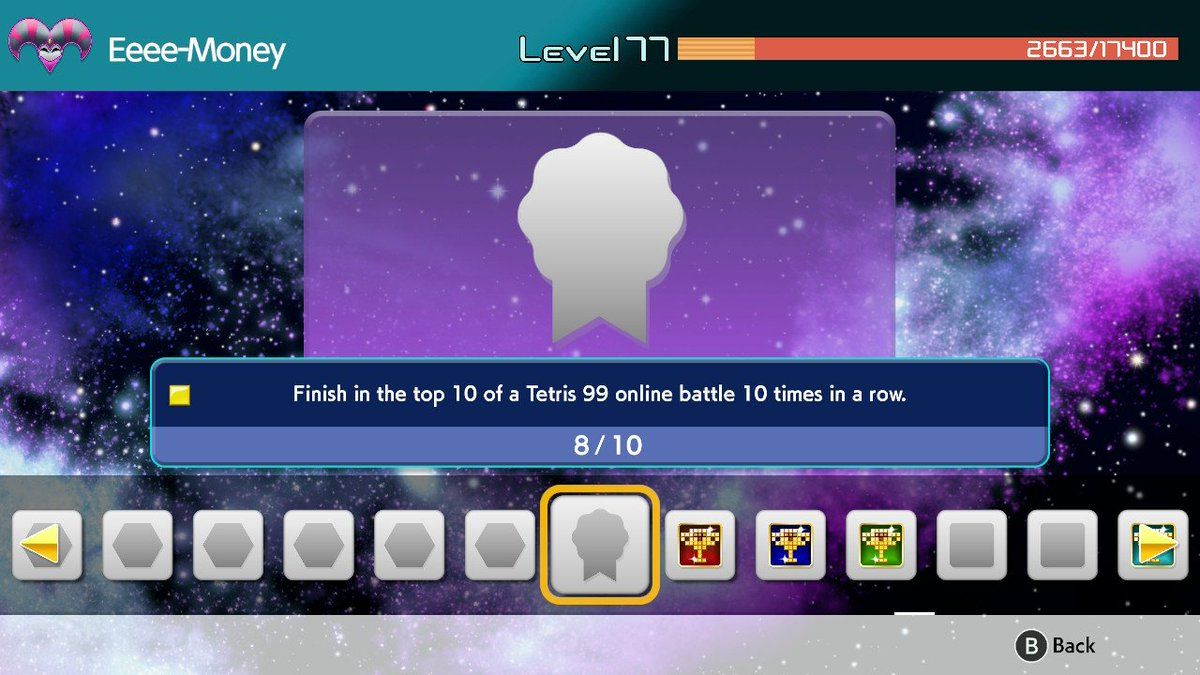 Eeee-Money
Level 77
2663/17400
Finish in the top 10 of a Tetris 99 online battle 10 times in a row.
8 / 10
B Back